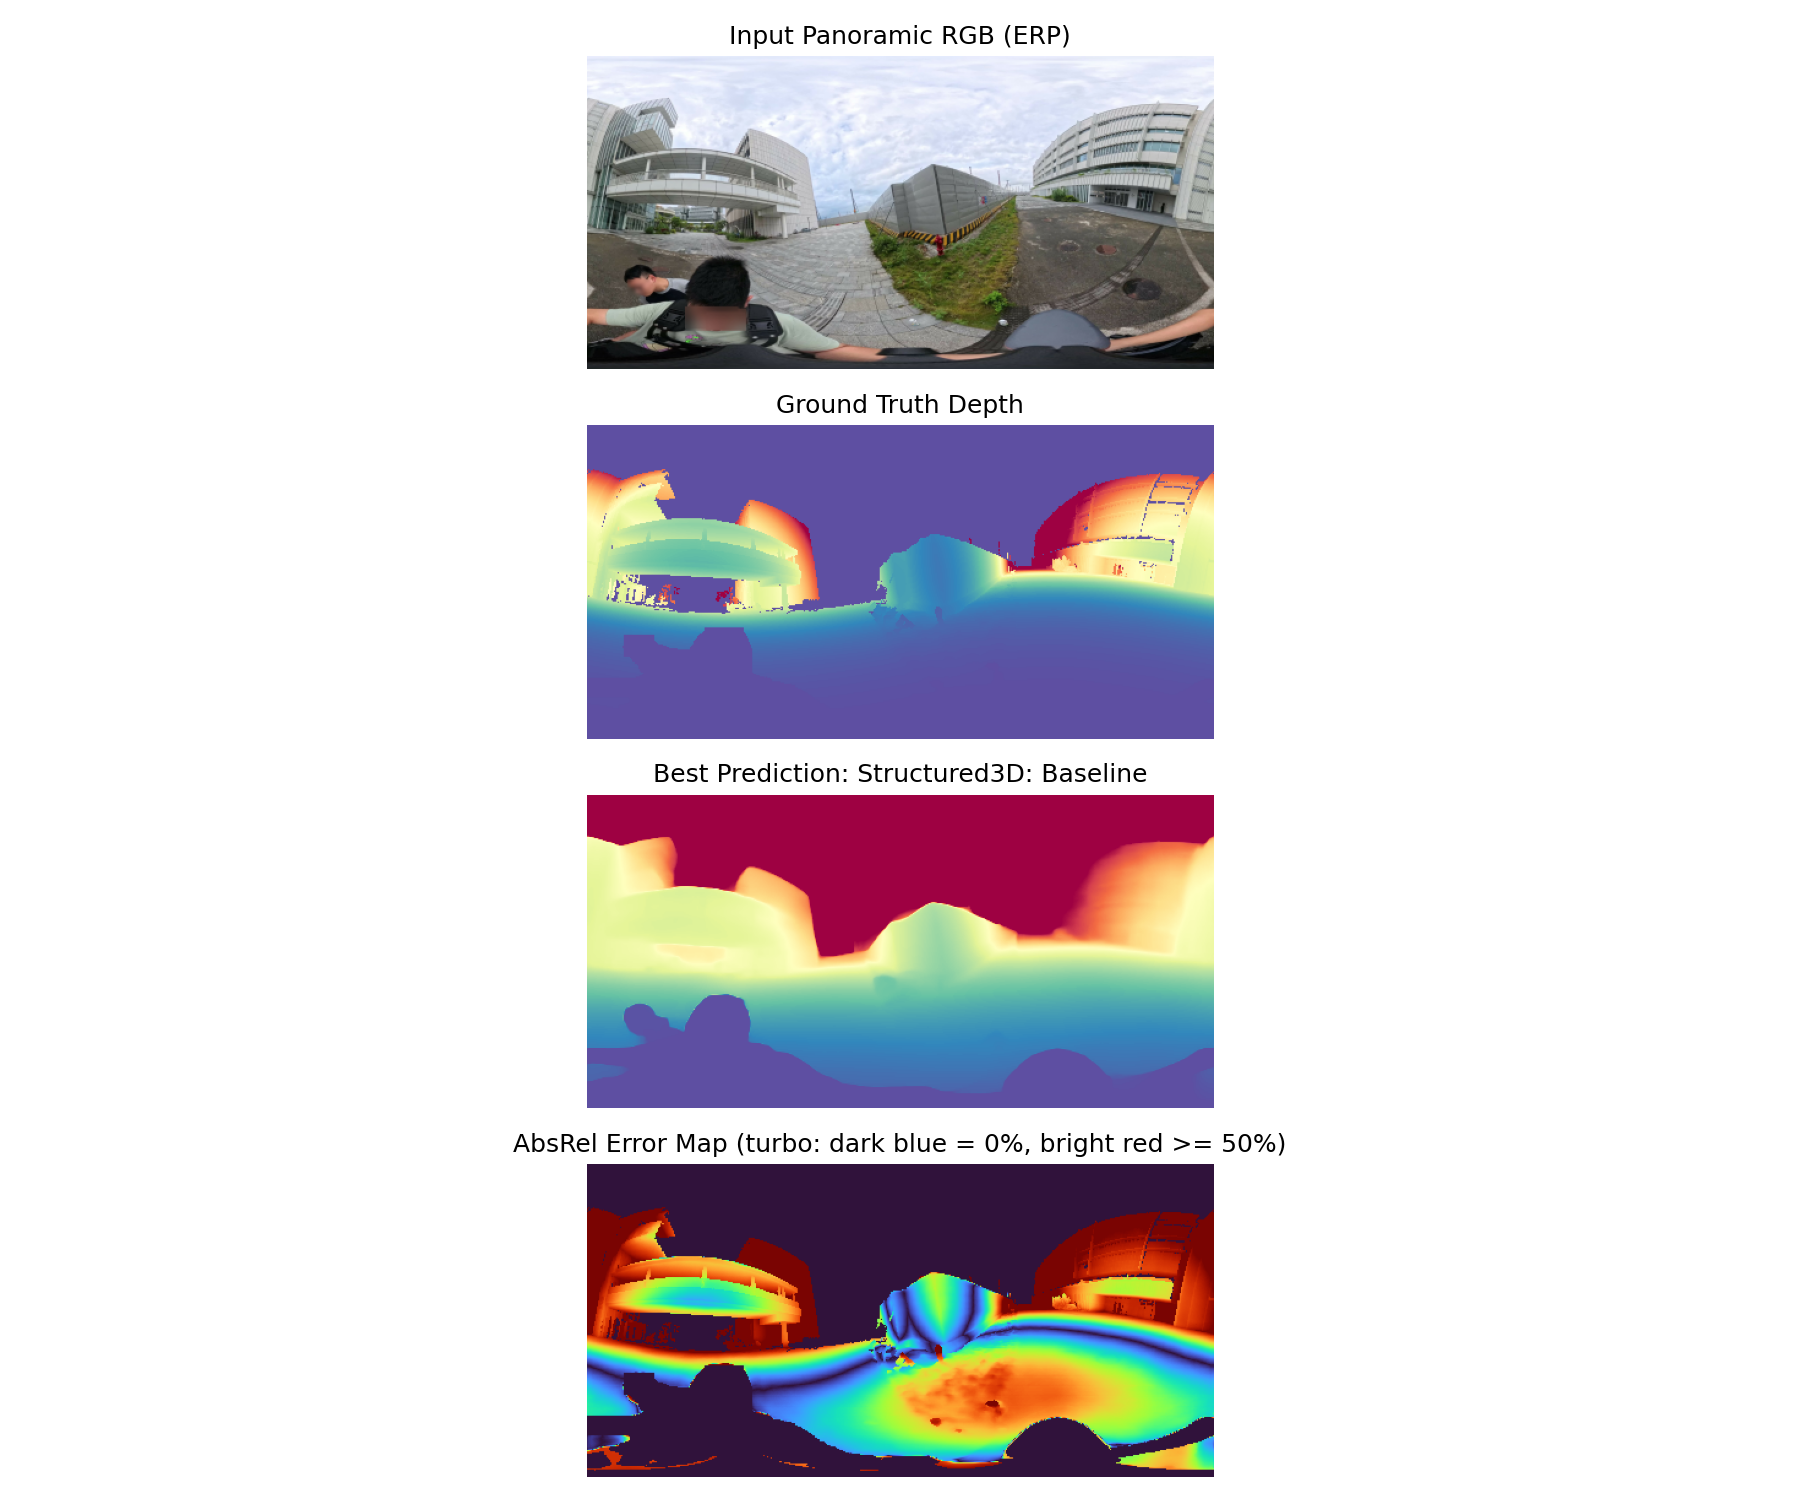 Input Panoramic RGB (ERP)
Ground Truth Depth
Best Prediction: Structured3D: Baseline
AbsRel Error Map (turbo: dark blue = 0%, bright red >= 50%)